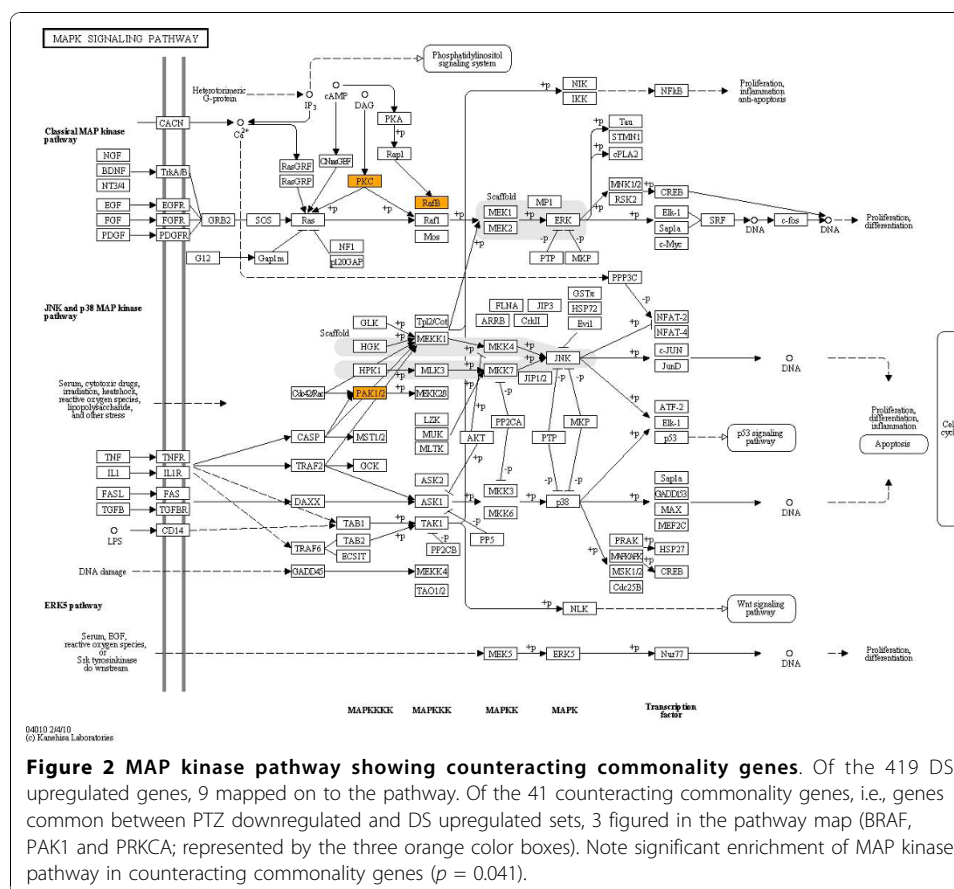 MAPK SIGNALING PATHWAY
Phosphatidylinositol
signaling system
Heterotorimeric
G-protein
IP3
cAMP
DAG
PKA
+p
Rap1
CACN
Ca2+
Classical MAP kinase
pathway
NGF
BDNF
NT3/4
TrkA/B
EGF
EGFR
FGF
FGFR
PDGF
PDGFR
GRB2
SOS
Ras
RasGRF
RasGRP
CNrasGEF
PKC
RafB
Raf1
Mos
+p
+p
+p
+p
G12
Gap1m
NF1
p120GAP
Scaffold
MEK1
MEK2
MP1
+p
ERK
PTP
MKP
-p
-p
+p
NIK
IKK
+p
NFkB
Proliferation,
inflammation
anti-apoptosis
Tau
STMN1
cPLA2
+p
+p
MNK1/2
RSK2
+p
CREB
+p
Elk-1
Sap1a
c-Myc
SRF
DNA
c-fos
DNA
Proliferation,
differentiation
PPP3C
-p
JNK and p38 MAP kinase
pathway
Scaffold
GLK
HGK
HPK1
Tpl2/Cot
MEKK1
MLK3
MEKK2/3
Cdc42/Rac
PAK1/2
FLNA
JIP3
ARRB
CrkII
GSTπ
HSP72
Evi1
MKK4
MKK7
JNK
JIP1/2
NFAT-2
NFAT-4
c-JUN
JunD
DNA
Serum, cytotoxic drugs,
irradiation, heatshock,
reactive oxygen species,
lipopolysaccharide,
and other stress
CASP
MST1/2
LZK
MUK
MLTK
AKT
PP2CA
PTP
MKP
ATF-2
Elk-1
p53
p53 signaling
pathway
Proliferation,
differentiation,
inflammation
Apoptosis
Cel
cycl
TNF
TNFR
IL1
IL1R
TRAF2
GCK
ASK2
ASK1
MKK3
MKK6
p38
FASL
FAS
DAXX
TGFB
TGFBR
LPS
CD14
TAB1
TAK1
TAB2
ECSIT
TRAF6
PP2CB
PP5
Sap1a
GADD153
MAX
MEF2C
DNA
PRAK
MAPKAPK
MSK1/2
Cdc25B
HSP27
CREB
DNA damage
GADD45
MEKK4
TAO1/2
+p
NLK
Wnt signaling
pathway
ERK5 pathway
Serum, EGF,
reactive oxygen species,
or
Srk tyrosinkinase
do wnstream
MEK5
+p
ERK5
+p
Nur77
DNA
Proliferation,
differentiation
MAPKKKK
MAPKKK
MAPKK
MAPK
Transcription
factor
04010 2/4/10
(c) Kanehisa Laboratories
Figure 2 MAP kinase pathway showing counteracting commonality genes. Of the 419 DS
upregulated genes, 9 mapped on to the pathway. Of the 41 counteracting commonality genes, i.e., genes
common between PTZ downregulated and DS upregulated sets, 3 figured in the pathway map (BRAF,
PAK1 and PRKCA; represented by the three orange color boxes). Note significant enrichment of MAP kinase
pathway in counteracting commonality genes (p = 0.041).